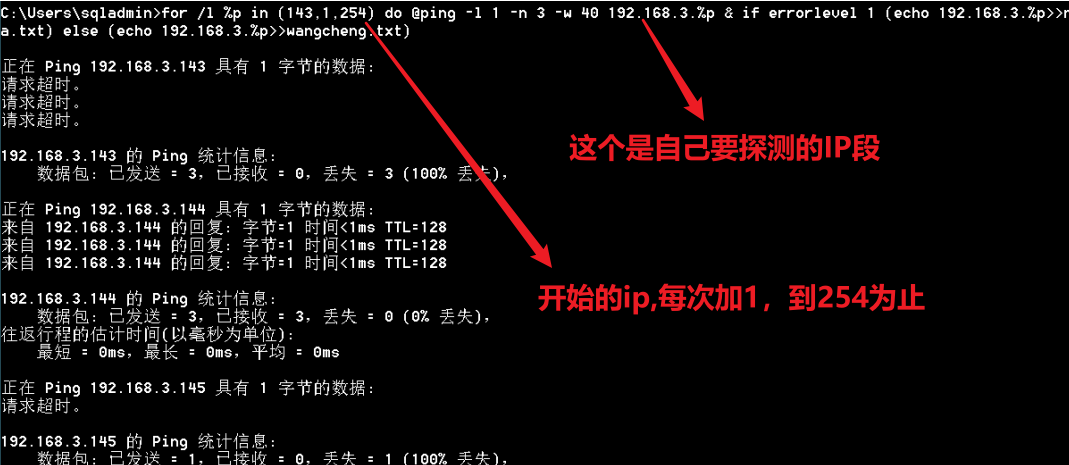 C:\Users\sqladmin>for /l %p in (143,1,254) do @ping -l 1 -n 3 -w 40 192.168.3.%p & if errorlevel 1 (echo 192.168.3.%p>>n
a.txt) else (echo 192.168.3.%p>>wangcheng.txt)
正在 Ping 192.168.3.143 具有 1 字节的数据:
请求超时。
请求超时。
请求超时。
这个是自己要探测的IP段
192.168.3.143 的 Ping 统计信息:
数据包: 已发送 = 3，已接收 = 0，丢失 = 3 (100% 丢失)，
正在 Ping 192.168.3.144 具有 1 字节的数据:
来自 192.168.3.144 的回复: 字节=1 时间<1ms TTL=128
来自 192.168.3.144 的回复: 字节=1 时间<1ms TTL=128
来自 192.168.3.144 的回复: 字节=1 时间<1ms TTL=128
开始的ip,每次加1，到254为止
192.168.3.144 的 Ping 统计信息:
数据包: 已发送 = 3，已接收 = 3，丢失 = 0 (0% 丢失)，
往返行程的估计时间(以毫秒为单位):
最短 = 0ms，最长 = 0ms，平均 = 0ms
正在 Ping 192.168.3.145 具有 1 字节的数据:
请求超时。
192.168.3.145 的 Ping 统计信息:
数据包: 已发送 = 1，已接收 = 0，丢失 = 1 (100% 丢失)，